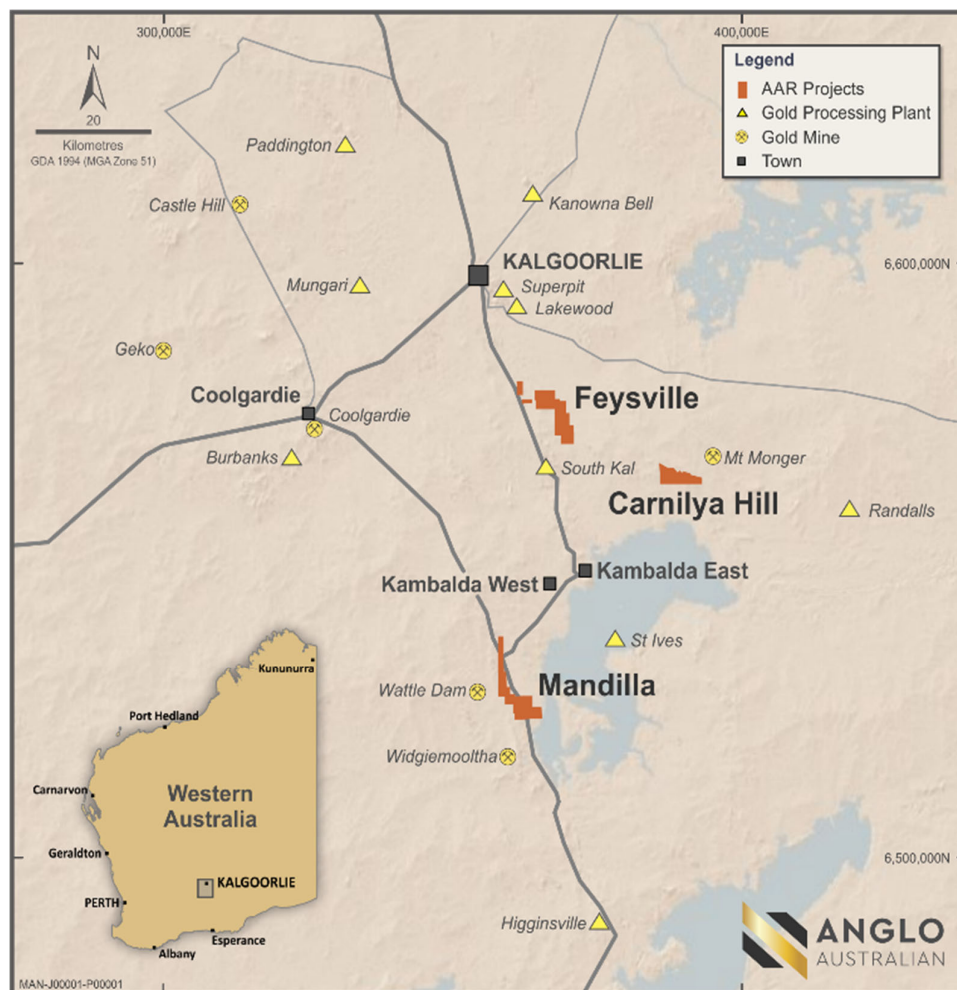 300,000E
400,000E
N
20
Kilometres
GDA 1994 (MGA Zone 51)
Legend
AAR Projects
Gold Processing Plant
Gold Mine
Town
Paddington
Castle Hill
Kanowna Bell
KALGOORLIE
6,600,000N
Mungari
Superpit
Lakewood
Geko
Coolgardie
Feysville
Coolgardie
Burbanks
South Kal
Mt Monger
Carnilya Hill
Randalls
Kambalda East
Kambalda West
St Ives
Mandilla
Wattle Dam
Widgiemooltha
Kununurra
Port Hedland
Carnarvon
Western
Australia
Geraldton
KALGOORLIE
PERTH
Esperance
Albany
6,500,000N
Higginsville
ANGLO
AUSTRALIAN
MAN-J00001-P00001